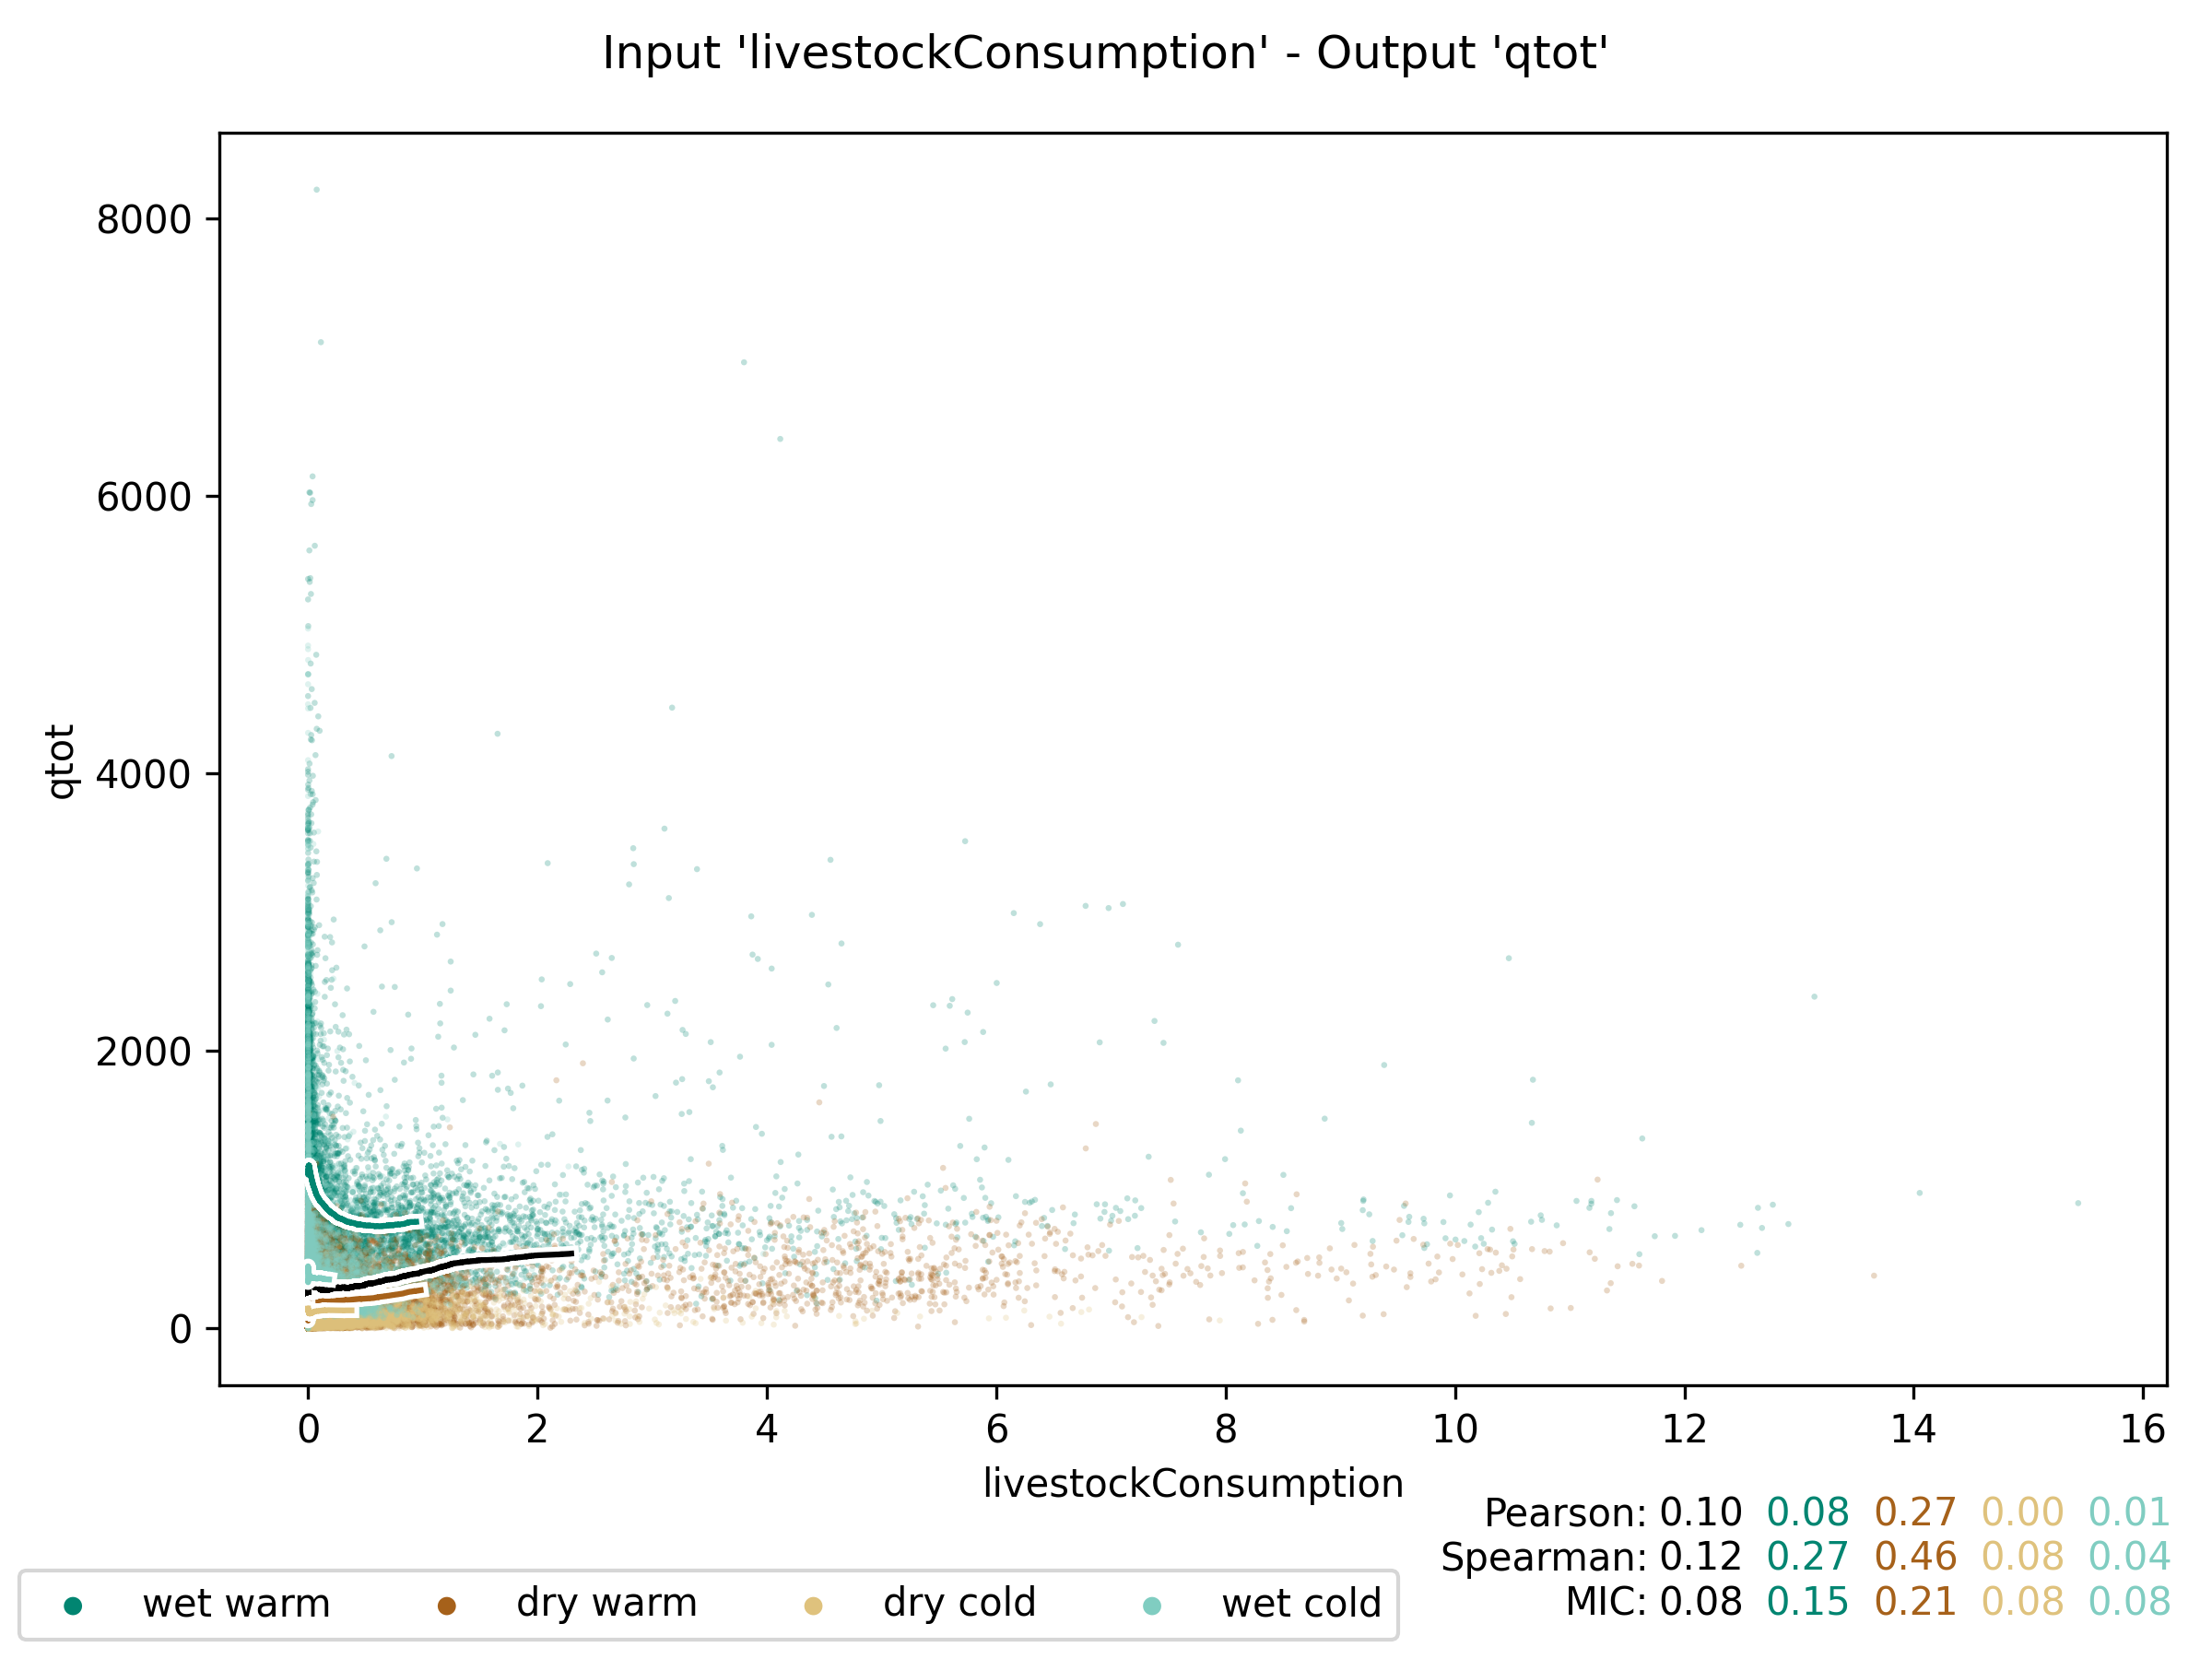 Input 'livestockConsumption' - Output 'qtot'
8000
6000
4000
2000
0
qtot
0 2 4 6 8 10 12 14 16
livestockConsumption
Pearson: 0.10 0.08 0.27 0.00 0.01
Spearman: 0.12 0.27 0.46 0.08 0.04
MIC: 0.08 0.15 0.21 0.08 0.08
wet warm dry warm dry cold wet cold